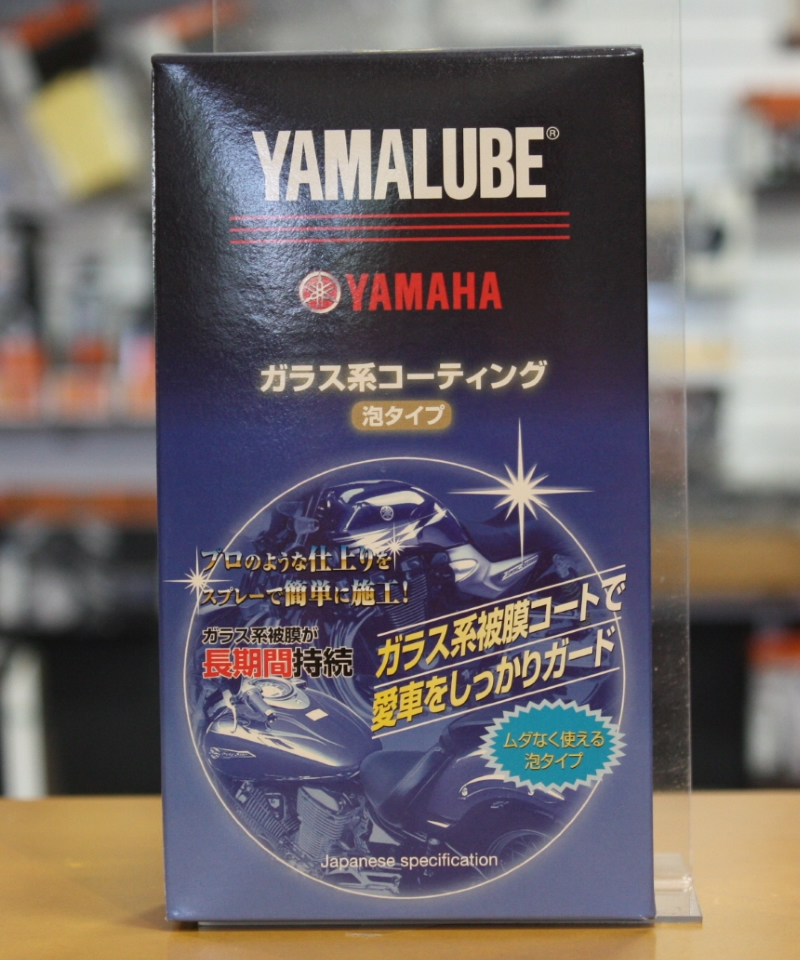 YAMALUBE®
YAMAHA
ガラス系コーティング
泡タイプ
プロのような仕上りを
スプレーで簡単に施工!
ガラス系被膜が
長期間持続
ガラス系被膜コートで
愛車をしっかりガード
ムダなく使える
泡タイプ
Japanese specification